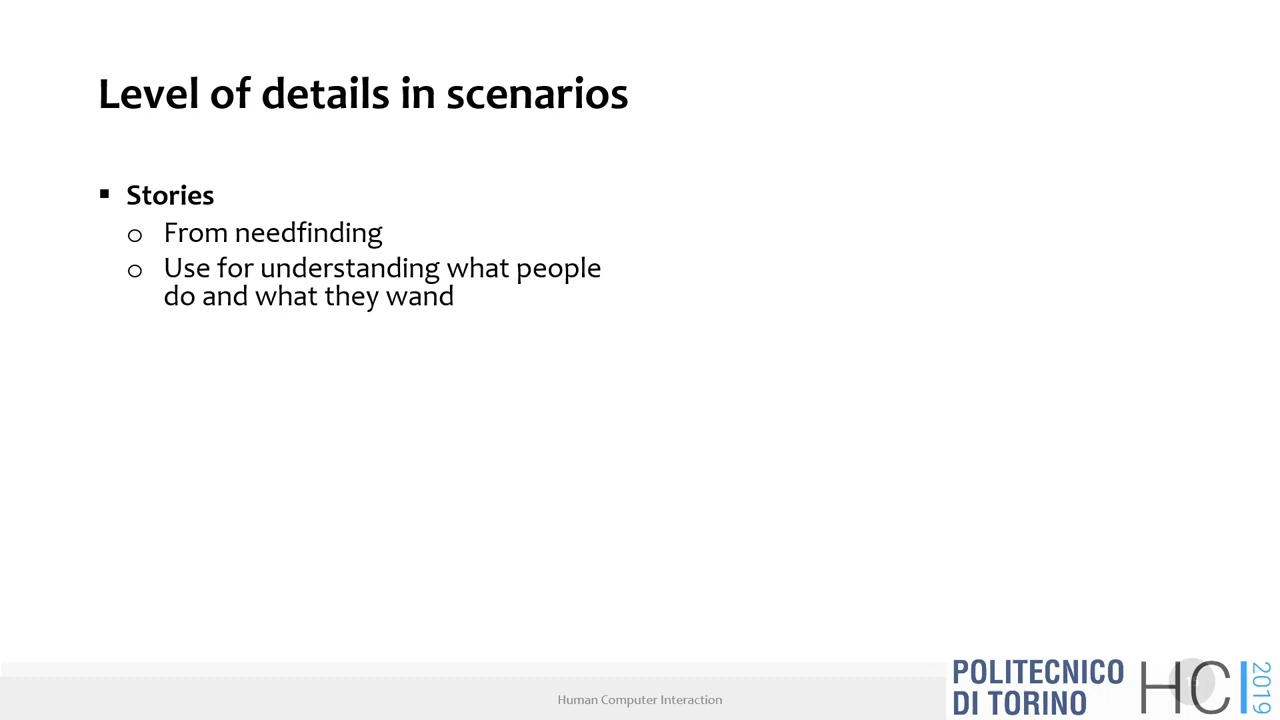 Level of details in scenarios
▪ Stories
o From needfinding
o Use for understanding what people
do and what they wand
Human Computer Interaction
POLITECNICO
DI TORINO
HCI
2019